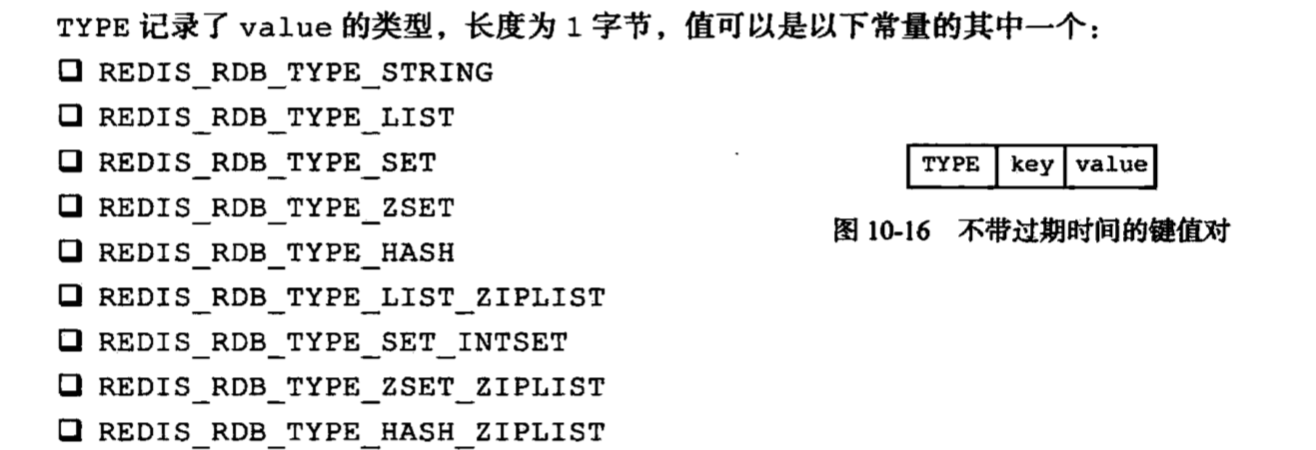 TYPE 记录了 value 的类型，长度为 1 字节，值可以是以下常量的其中一个：
❑ REDIS_RDB_TYPE_STRING
❑ REDIS_RDB_TYPE_LIST
❑ REDIS_RDB_TYPE_SET
❑ REDIS_RDB_TYPE_ZSET
❑ REDIS_RDB_TYPE_HASH
❑ REDIS_RDB_TYPE_LIST_ZIPLIST
❑ REDIS_RDB_TYPE_SET_INTSET
❑ REDIS_RDB_TYPE_ZSET_ZIPLIST
❑ REDIS_RDB_TYPE_HASH_ZIPLIST
TYPE key value
图 10-16 不带过期时间的键值对